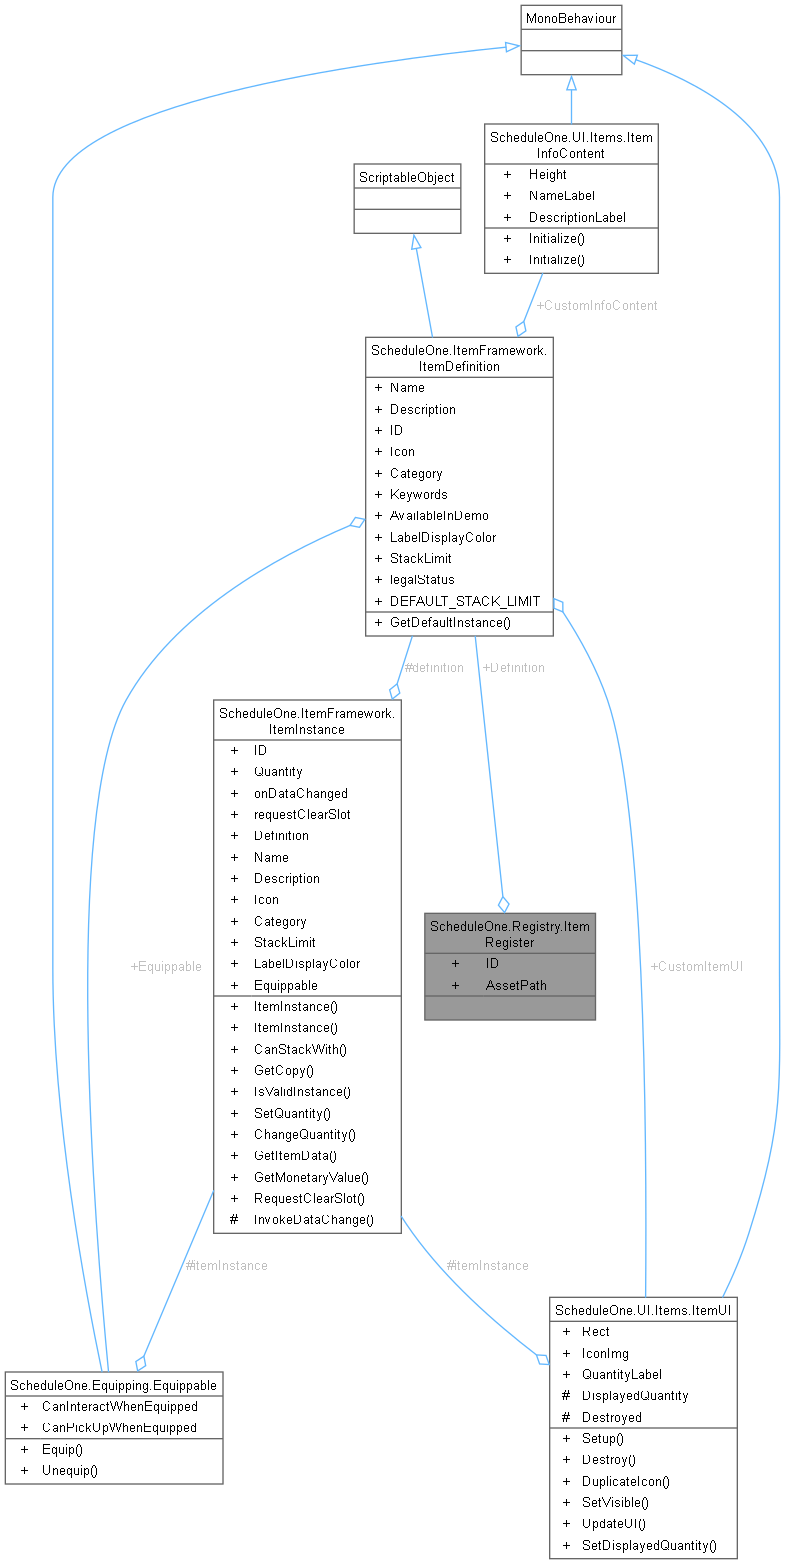 MonoBehaviour
ScheduleOne.UI.Items.Item
InfoContent
+ Height
+ NameLabel
+ DescriptionLabel
+ Initialize()
+ Initialize()
ScriptableObject
+CustomInfoContent
ScheduleOne.ItemFramework.
ItemDefinition
+ Name
+ Description
+ ID
+ Icon
+ Category
+ Keywords
+ AvailableInDemo
+ LabelDisplayColor
+ StackLimit
+ legalStatus
+ DEFAULT_STACK_LIMIT
+ GetDefaultInstance()
#definition
+Definition
ScheduleOne.ItemFramework.
ItemInstance
+ ID
+ Quantity
+ onDataChanged
+ requestClearSlot
+ Definition
+ Name
+ Description
+ Icon
+ Category
+ StackLimit
+ LabelDisplayColor
+ Equippable
+ ItemInstance()
+ ItemInstance()
+ CanStackWith()
+ GetCopy()
+ IsValidInstance()
+ SetQuantity()
+ ChangeQuantity()
+ GetItemData()
+ GetMonetaryValue()
+ RequestClearSlot()
# InvokeDataChange()
ScheduleOne.Registry.Item
Register
+ ID
+ AssetPath
+Equippable
+CustomItemUI
#itemInstance
#itemInstance
ScheduleOne.UI.Items.ItemUI
+ Rect
+ IconImg
+ QuantityLabel
# DisplayedQuantity
# Destroyed
+ Setup()
+ Destroy()
+ DuplicateIcon()
+ SetVisible()
+ UpdateUI()
+ SetDisplayedQuantity()
ScheduleOne.Equipping.Equippable
+ CanInteractWhenEquipped
+ CanPickUpWhenEquipped
+ Equip()
+ Unequip()